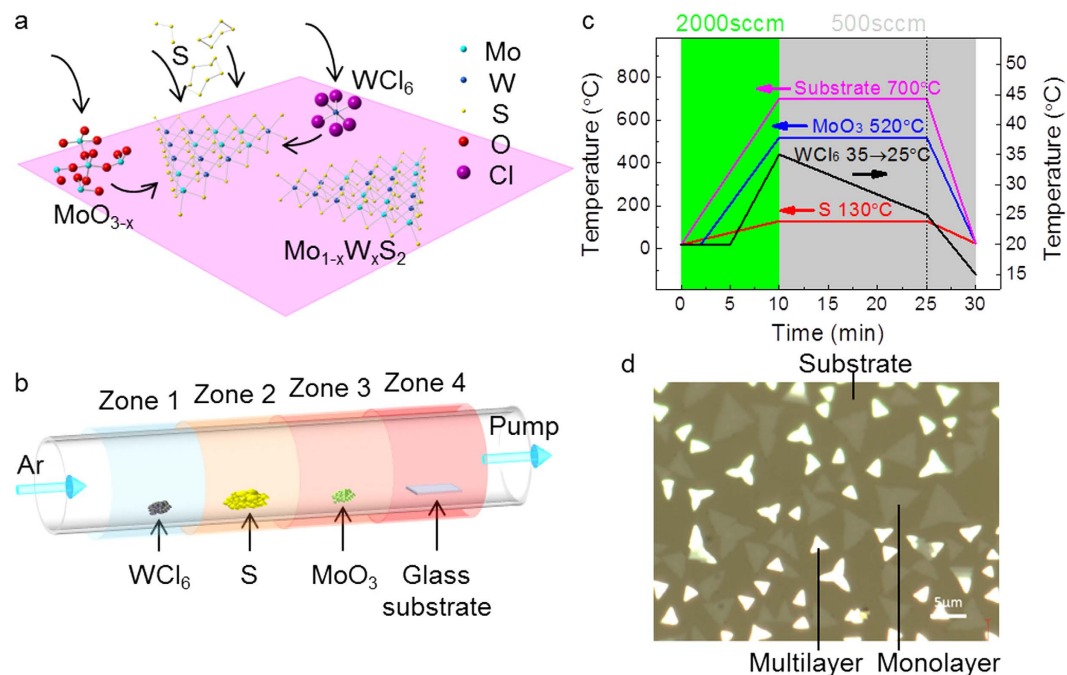 a
S
WCl₆
Mo
W
S
O
Cl
MoO₃₋ₓ
Mo₁₋ₓWₓS₂
b
Zone 1 Zone 2 Zone 3 Zone 4
Ar
Pump
WCl₆
S
MoO₃
Glass
substrate
c
2000sccm 500sccm
Temperature (°C)
800
600
400
200
0
Substrate 700°C
MoO₃ 520°C
WCl₆ 35→25°C
S 130°C
50
45
40
35
30
25
20
15
Temperature (°C)
0 5 10 15 20 25 30
Time (min)
d
Substrate
5μm
Multilayer Monolayer